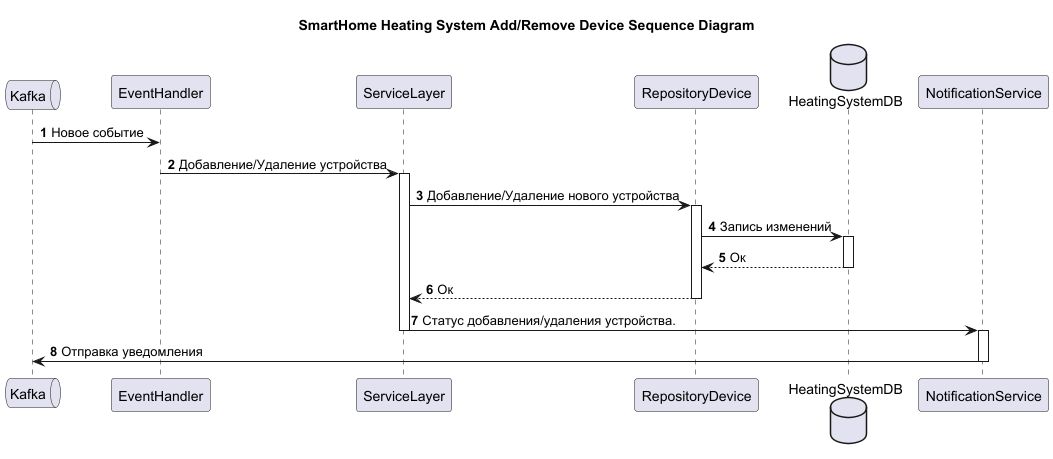 SmartHome Heating System Add/Remove Device Sequence Diagram
Kafka
EventHandler
ServiceLayer
RepositoryDevice
HeatingSystemDB
NotificationService
1 Новое событие
2 Добавление/Удаление устройства
3 Добавление/Удаление нового устройства
4 Запись изменений
5 Ок
6 Ок
7 Статус добавления/удаления устройства.
8 Отправка уведомления
Kafka
EventHandler
ServiceLayer
RepositoryDevice
HeatingSystemDB
NotificationService